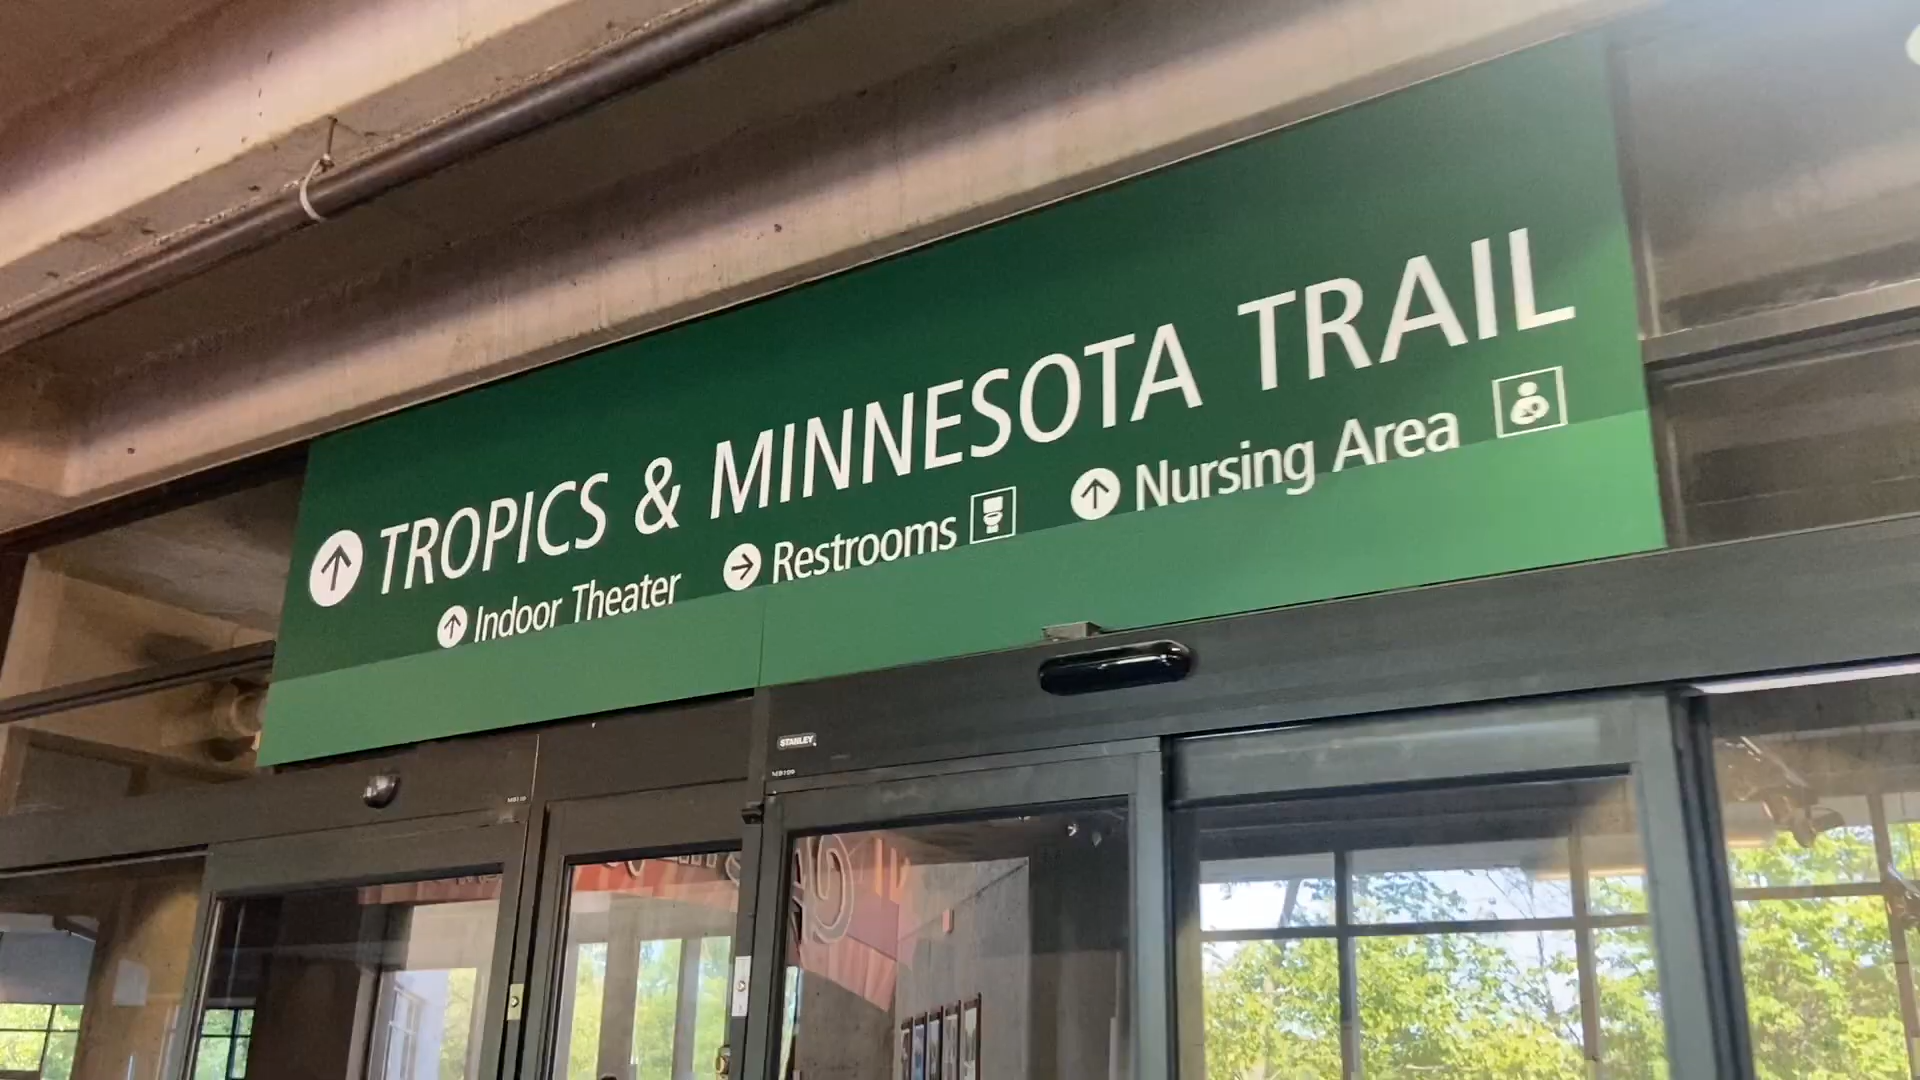 TROPICS & MINNESOTA TRAIL
Indoor Theater Restrooms Nursing Area
STANLEY